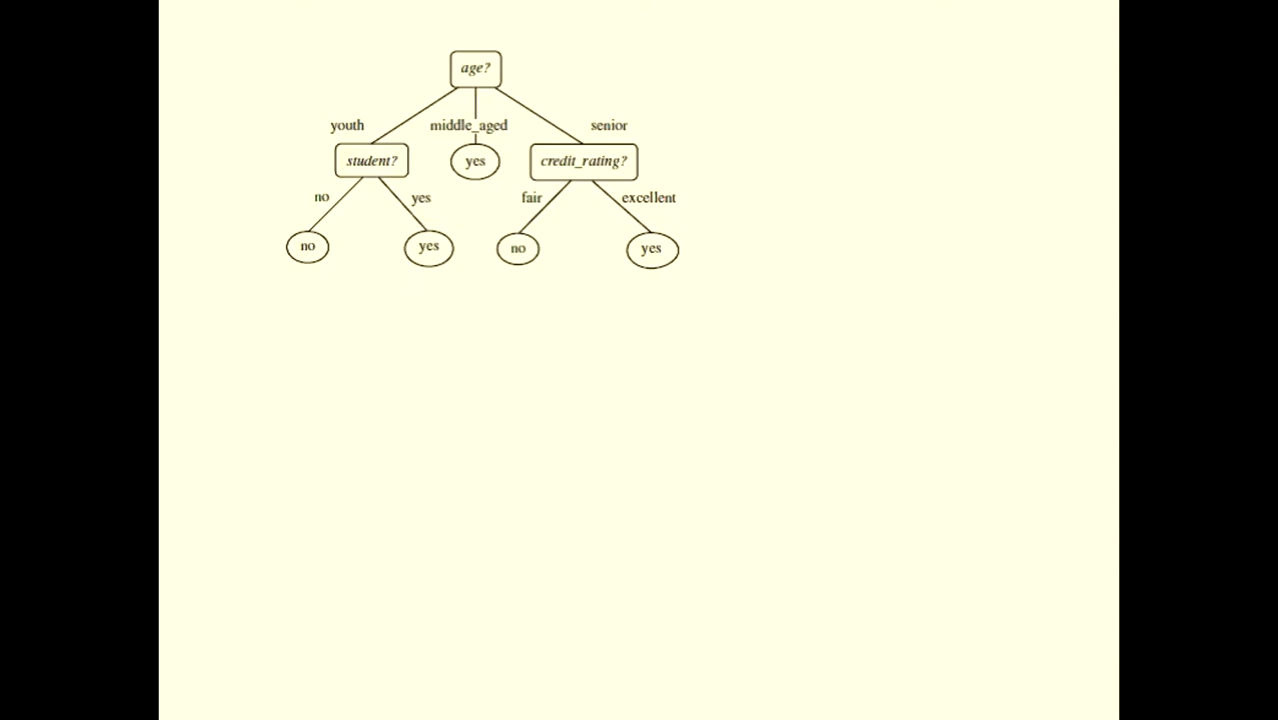 age?
youth middle_aged senior
student? yes credit_rating?
no yes fair excellent
no yes no yes